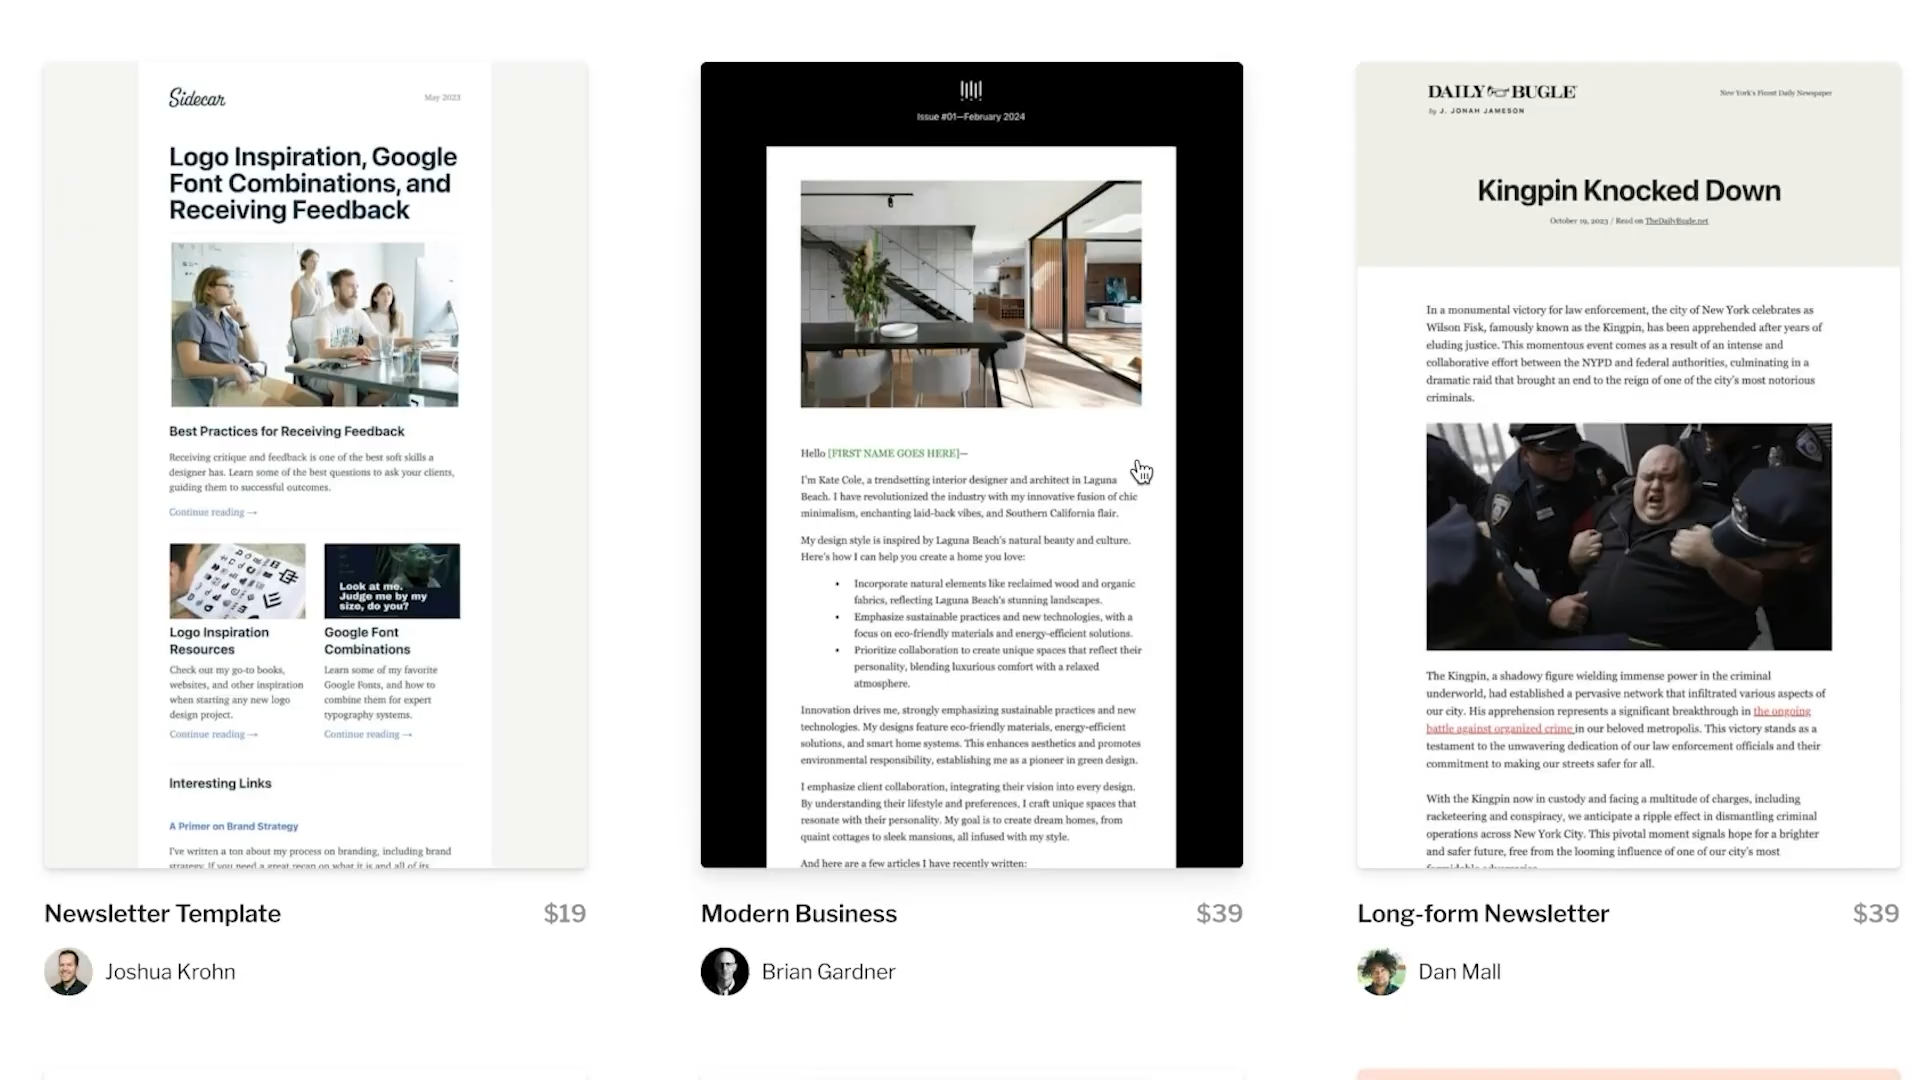 Sidecar
May 2023
Logo Inspiration, Google
Font Combinations, and
Receiving Feedback
Best Practices for Receiving Feedback
Receiving critique and feedback is one of the best soft skills a
designer has. Learn some of the best questions to ask your clients,
guiding them to successful outcomes.
Continue reading →
Look at me.
Judge me by my
size, do you?
Logo Inspiration
Resources
Check out my go-to books,
websites, and other inspiration
when starting any new logo
design project.
Continue reading →
Google Font
Combinations
Learn some of my favorite
Google Fonts, and how to
combine them for expert
typography systems.
Continue reading →
Interesting Links
A Primer on Brand Strategy
I've written a ton about my process on branding, including brand
strategy. If you need a great recap on what it is and all of its
Newsletter Template
$19
Joshua Krohn
Issue #01—February 2024
Hello [FIRST NAME GOES HERE]—
I'm Kate Cole, a trendsetting interior designer and architect in Laguna
Beach. I have revolutionized the industry with my innovative fusion of chic
minimalism, enchanting laid-back vibes, and Southern California flair.
My design style is inspired by Laguna Beach's natural beauty and culture.
Here's how I can help you create a home you love:
• Incorporate natural elements like reclaimed wood and organic
fabrics, reflecting Laguna Beach's stunning landscapes.
• Emphasize sustainable practices and new technologies, with a
focus on eco-friendly materials and energy-efficient solutions.
• Prioritize collaboration to create unique spaces that reflect their
personality, blending luxurious comfort with a relaxed
atmosphere.
Innovation drives me, strongly emphasizing sustainable practices and new
technologies. My designs feature eco-friendly materials, energy-efficient
solutions, and smart home systems. This enhances aesthetics and promotes
environmental responsibility, establishing me as a pioneer in green design.
I emphasize client collaboration, integrating their vision into every design.
By understanding their lifestyle and preferences, I craft unique spaces that
resonate with their personality. My goal is to create dream homes, from
quaint cottages to sleek mansions, all infused with my style.
And here are a few articles I have recently written:
Modern Business
$39
Brian Gardner
DAILY BUGLE
by J. JONAH JAMESON
New York's Finest Daily Newspaper
Kingpin Knocked Down
October 19, 2023 / Read on TheDailyBugle.net
In a monumental victory for law enforcement, the city of New York celebrates as
Wilson Fisk, famously known as the Kingpin, has been apprehended after years of
eluding justice. This momentous event comes as a result of an intense and
collaborative effort between the NYPD and federal authorities, culminating in a
dramatic raid that brought an end to the reign of one of the city's most notorious
criminals.
The Kingpin, a shadowy figure wielding immense power in the criminal
underworld, had established a pervasive network that infiltrated various aspects of
our city. His apprehension represents a significant breakthrough in the ongoing
battle against organized crime in our beloved metropolis. This victory stands as a
testament to the unwavering dedication of our law enforcement officials and their
commitment to making our streets safer for all.
With the Kingpin now in custody and facing a multitude of charges, including
racketeering and conspiracy, we anticipate a ripple effect in dismantling criminal
operations across New York City. This pivotal moment signals hope for a brighter
and safer future, free from the looming influence of one of our city's most
Long-form Newsletter
$39
Dan Mall